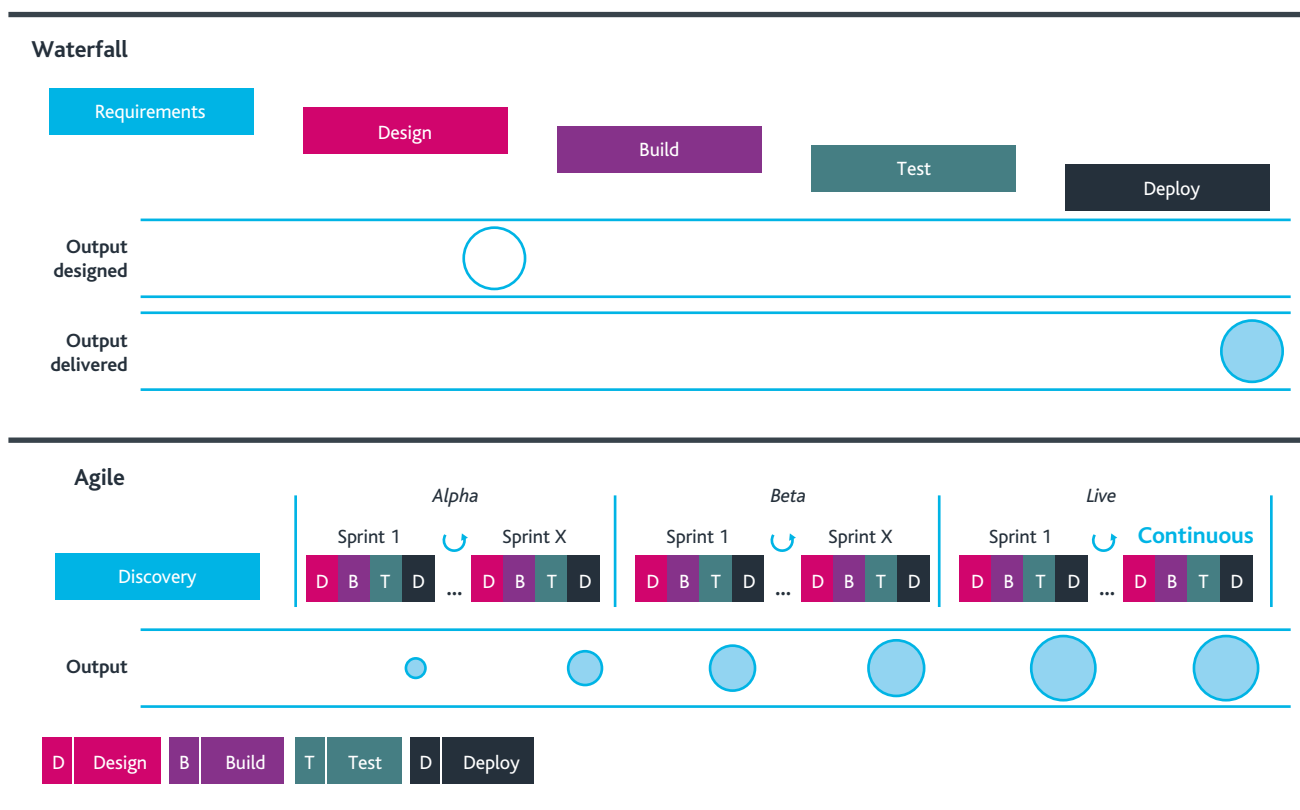 Waterfall
Requirements
Design
Build
Test
Deploy
Output
designed
Output
delivered
Agile
Alpha
Beta
Live
Sprint 1
Sprint X
Sprint 1
Sprint X
Sprint 1
Continuous
Discovery
D B T D ... D B T D
D B T D ... D B T D
D B T D ... D B T D
Output
D Design
B Build
T Test
D Deploy